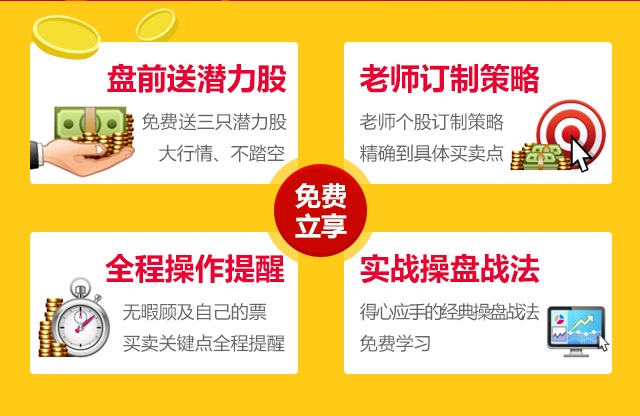 盘前送潜力股
免费送三只潜力股
大行情、不踏空
老师订制策略
老师个股订制策略
精确到具体买卖点
免费
立享
全程操作提醒
无暇顾及自己的票
买卖关键点全程提醒
实战操盘战法
得心应手的经典操盘战法
免费学习